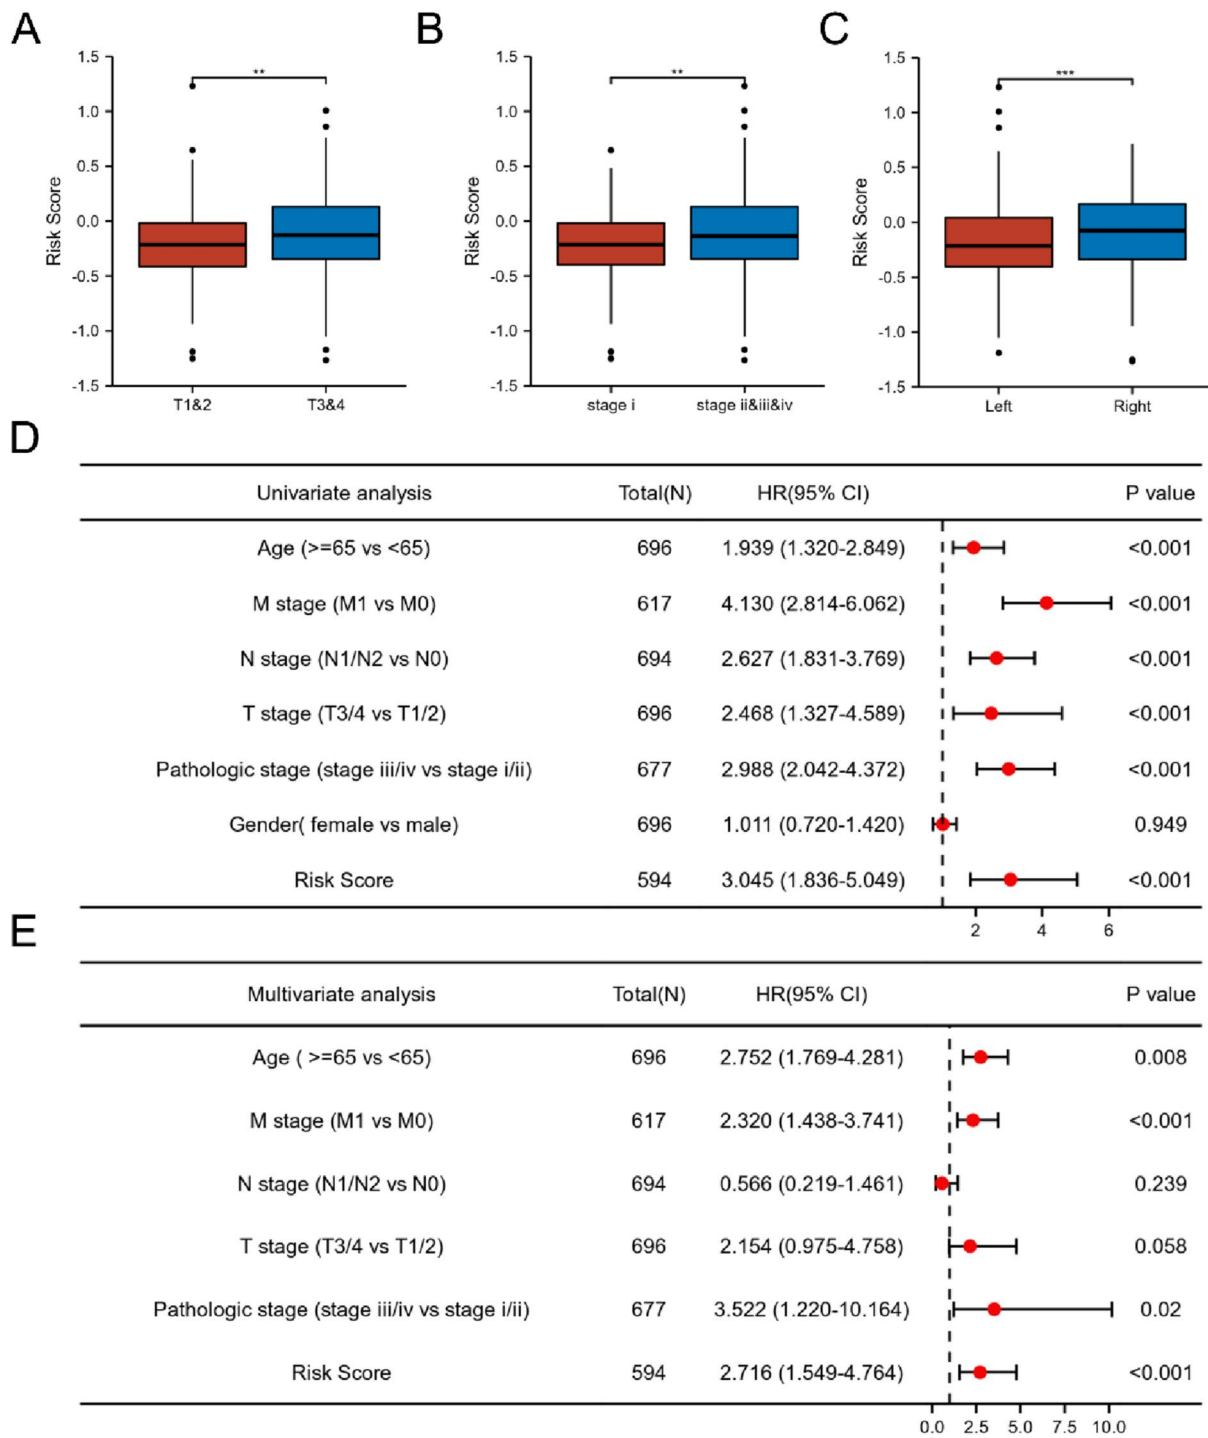 A
B
C
1.5
1.0
0.5
0.0
-0.5
-1.0
-1.5
Risk Score
**
T1&2
T3&4
1.5
1.0
0.5
0.0
-0.5
-1.0
-1.5
Risk Score
**
stage i
stage ii&iii&iv
1.5
1.0
0.5
0.0
-0.5
-1.0
-1.5
Risk Score
***
Left
Right
D
Univariate analysis Total(N) HR(95% CI) P value
Age (>=65 vs <65) 696 1.939 (1.320-2.849) <0.001
M stage (M1 vs M0) 617 4.130 (2.814-6.062) <0.001
N stage (N1/N2 vs N0) 694 2.627 (1.831-3.769) <0.001
T stage (T3/4 vs T1/2) 696 2.468 (1.327-4.589) <0.001
Pathologic stage (stage iii/iv vs stage i/ii) 677 2.988 (2.042-4.372) <0.001
Gender( female vs male) 696 1.011 (0.720-1.420) 0.949
Risk Score 594 3.045 (1.836-5.049) <0.001
2 4 6
E
Multivariate analysis Total(N) HR(95% CI) P value
Age ( >=65 vs <65) 696 2.752 (1.769-4.281) 0.008
M stage (M1 vs M0) 617 2.320 (1.438-3.741) <0.001
N stage (N1/N2 vs N0) 694 0.566 (0.219-1.461) 0.239
T stage (T3/4 vs T1/2) 696 2.154 (0.975-4.758) 0.058
Pathologic stage (stage iii/iv vs stage i/ii) 677 3.522 (1.220-10.164) 0.02
Risk Score 594 2.716 (1.549-4.764) <0.001
0.0 2.5 5.0 7.5 10.0